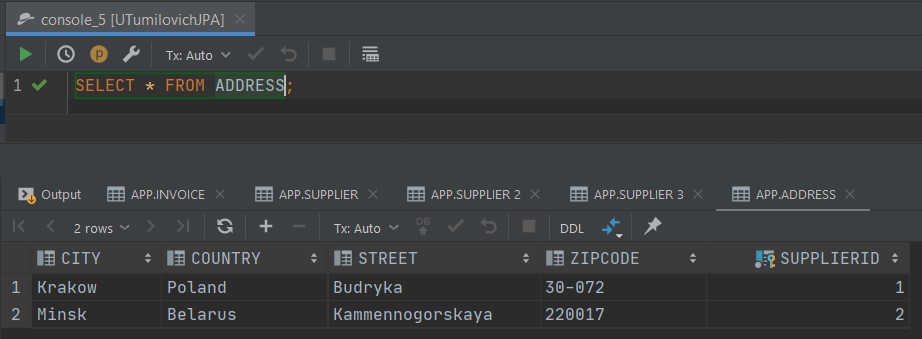 console_5 [UTumilovichJPA]
Tx: Auto
1 SELECT * FROM ADDRESS;
Output APP.INVOICE APP.SUPPLIER APP.SUPPLIER 2 APP.SUPPLIER 3 APP.ADDRESS
2 rows Tx: Auto DB DDL
CITY COUNTRY STREET ZIPCODE SUPPLIERID
1 Krakow Poland Budryka 30-072 1
2 Minsk Belarus Kammennogorskaya 220017 2